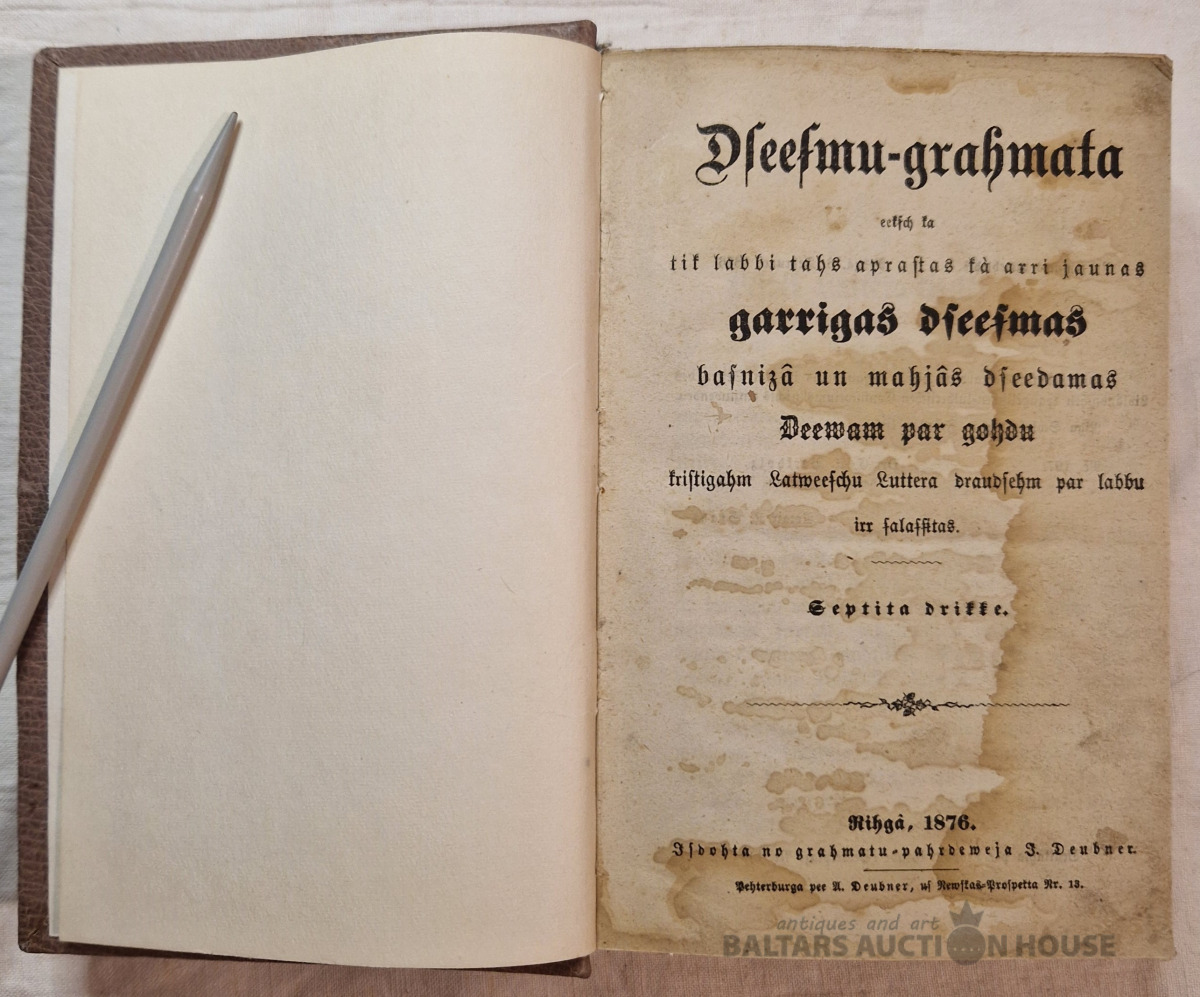 Dſeeſmu-grahmata
eekſch ka
tik labbi tahs apraſtas kà arri jaunas
garrigas dſeeſmas
baſnizâ un mahjâs dſeedamas
Deewam par gohdu
kriſtigahm Latweeſchu Luttera draudſehm par labbu
irr ſalaſſitas.
Septita drikke.
Rihgâ, 1876.
Iſdohta no grahmatu-pahrdeweja J. Deubner.
Pehterburga pee A. Deubner, uſ Newſkas-Proſpekta Nr. 13.
antiques and art
BALTARS AUCTION HOUSE